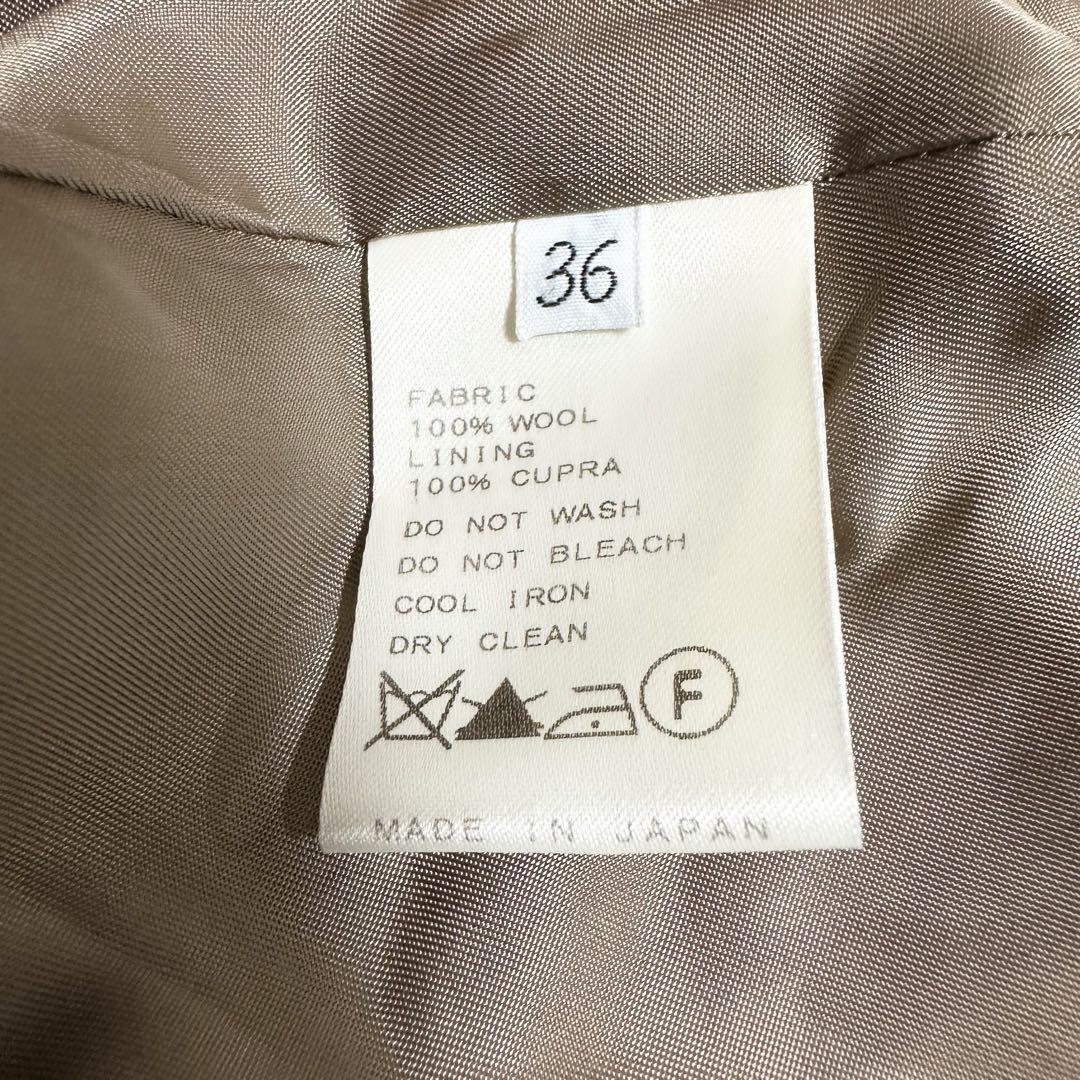 36
FABRIC
100% WOOL
LINING
100% CUPRA
DO NOT WASH
DO NOT BLEACH
COOL IRON
DRY CLEAN
F
MADE IN JAPAN